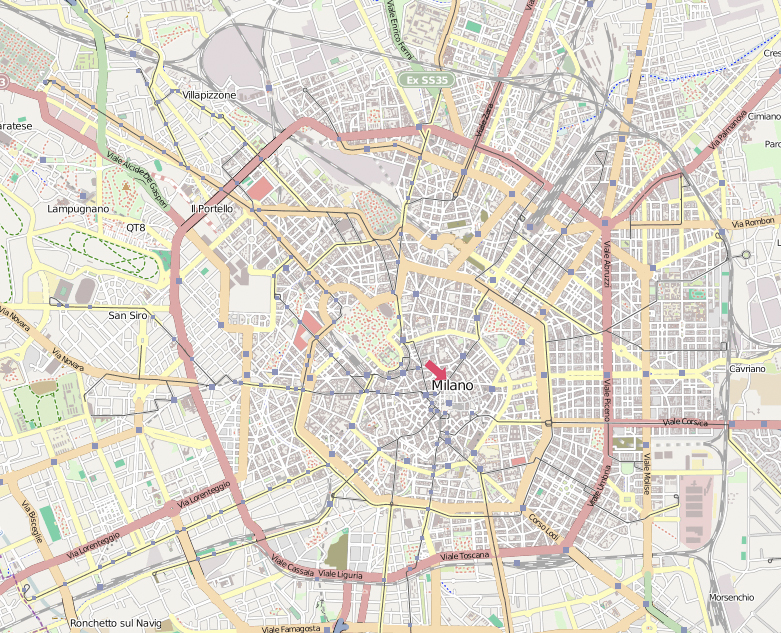 Viale Enrico Fermi
Via
Ex SS35
Cres
Villapizzone
Viale Zara
Via Palmanova
Cimiano
aratese
Parc
Viale Alcide De Gasperi
Lampugnano
Il Portello
QT8
Via Rombon
Viale Abruzzi
San Siro
Via Novara
Via Novara
Cavriano
Milano
Viale Piceno
Viale Corsica
Viale Molise
Viale Umbria
Via Lorenteggio
Via Bisceglie
Corso Lodi
Via Lorenteggio
Viale Toscana
Viale Cassala
Viale Liguria
Morsenchio
Ronchetto sul Navig
Viale Famagosta